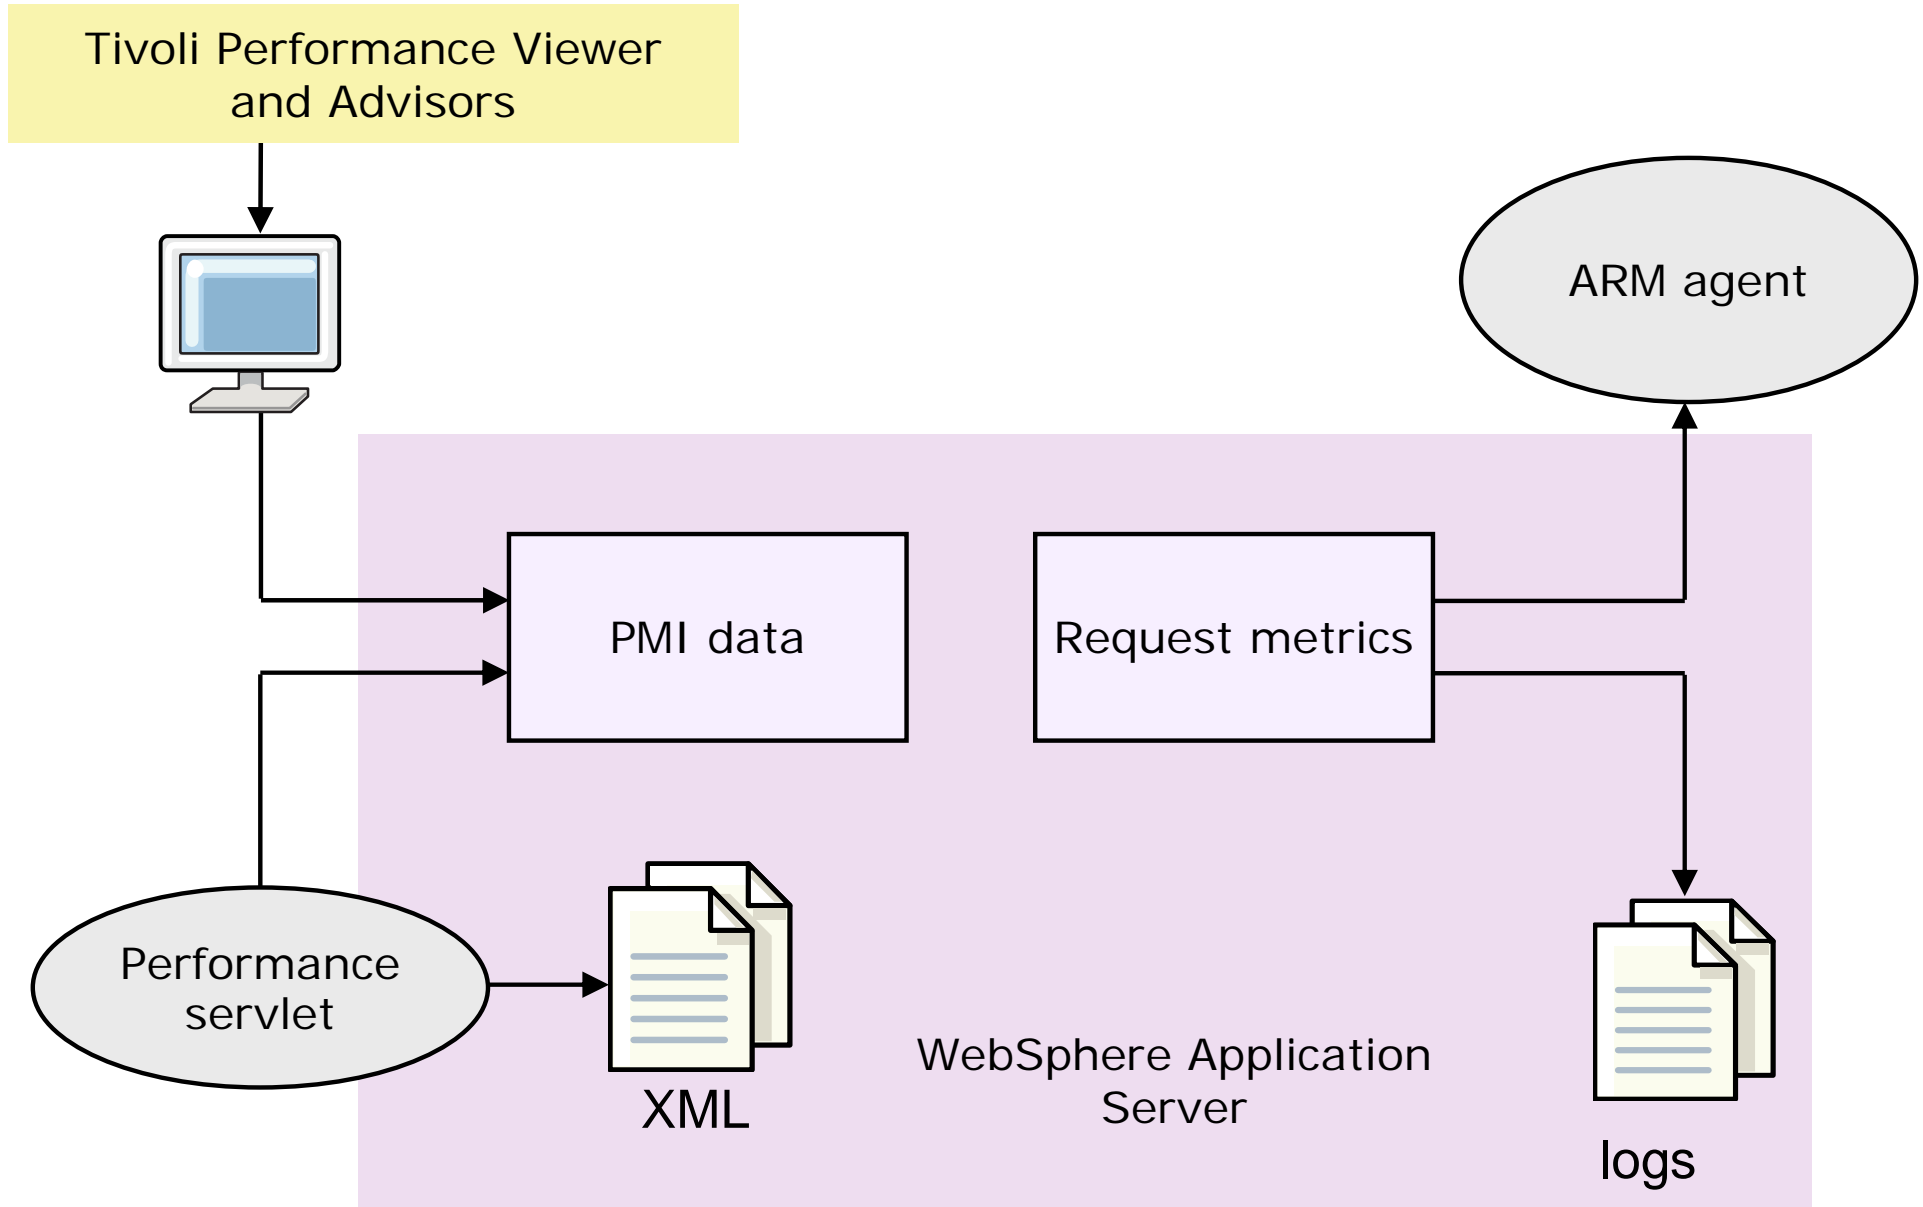 Tivoli Performance Viewer
and Advisors
ARM agent
PMI data
Request metrics
Performance
servlet
XML
WebSphere Application
Server
logs